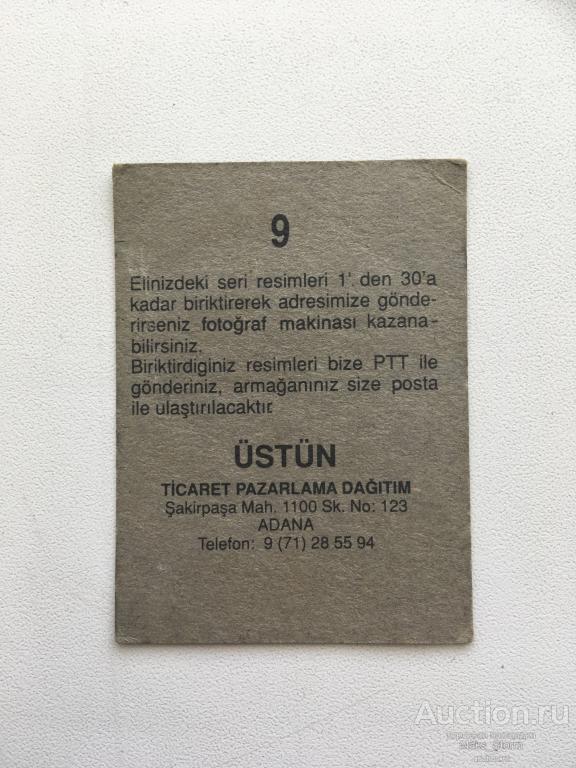 9
Elinizdeki seri resimleri 1'. den 30'a
kadar biriktirerek adresimize gönde-
rirseniz fotoğraf makinası kazana-
bilirsiniz.
Biriktirdiginiz resimleri bize PTT ile
gönderiniz, armağanınız size posta
ile ulaştırılacaktır.
ÜSTÜN
TİCARET PAZARLAMA DAĞITIM
Şakirpaşa Mah. 1100 Sk. No: 123
ADANA
Telefon: 9 (71) 28 55 94
Auction.ru